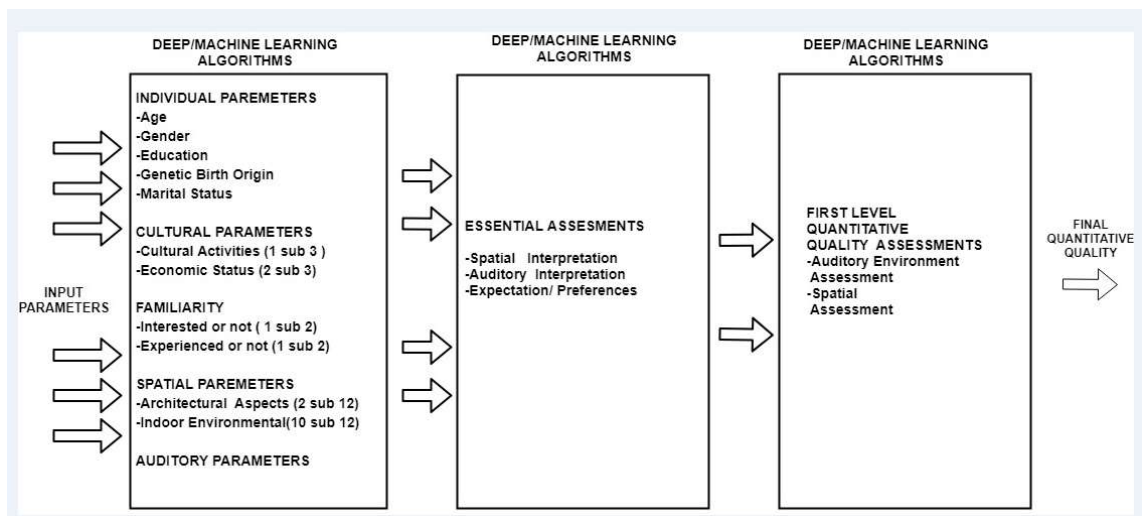 INPUT
PARAMETERS
DEEP/MACHINE LEARNING
ALGORITHMS
INDIVIDUAL PAREMETERS
-Age
-Gender
-Education
-Genetic Birth Origin
-Marital Status
CULTURAL PARAMETERS
-Cultural Activities (1 sub 3 )
-Economic Status (2 sub 3)
FAMILIARITY
-Interested or not ( 1 sub 2)
-Experienced or not (1 sub 2)
SPATIAL PAREMETERS
-Architectural Aspects (2 sub 12)
-Indoor Environmental(10 sub 12)
AUDITORY PARAMETERS
DEEP/MACHINE LEARNING
ALGORITHMS
ESSENTIAL ASSESMENTS
-Spatial Interpretation
-Auditory Interpretation
-Expectation/ Preferences
DEEP/MACHINE LEARNING
ALGORITHMS
FIRST LEVEL
QUANTITATIVE
QUALITY ASSESSMENTS
-Auditory Environment
Assessment
-Spatial
Assessment
FINAL
QUANTITATIVE
QUALITY